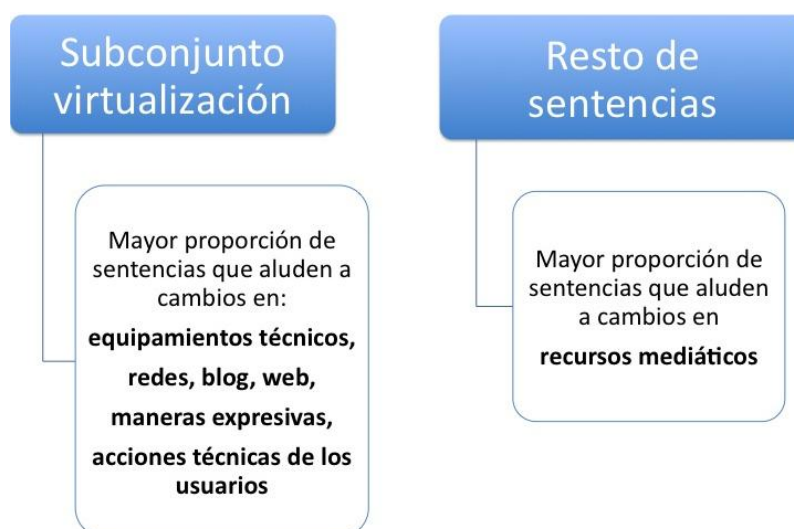 Subconjunto
virtualización
Mayor proporción de
sentencias que aluden a
cambios en:
equipamientos técnicos,
redes, blog, web,
maneras expresivas,
acciones técnicas de los
usuarios
Resto de
sentencias
Mayor proporción de
sentencias que aluden
a cambios en
recursos mediáticos